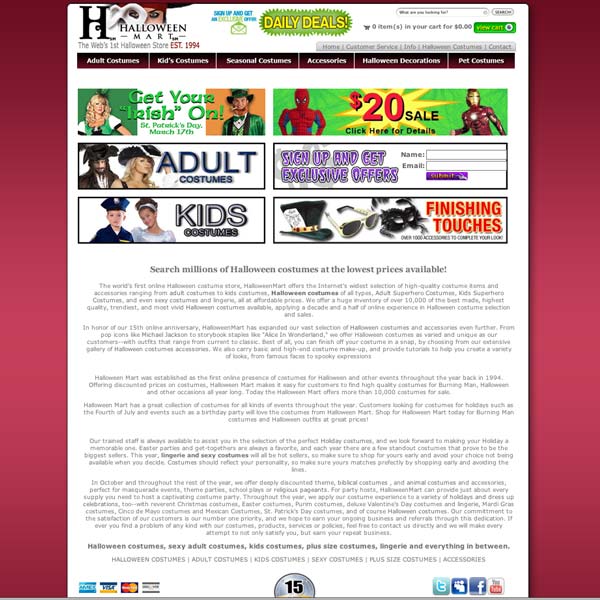 H HALLOWEEN
MART
The Web's 1st Halloween Store EST. 1994
SIGN UP AND GET
AN EXCLUSIVE OFFER
DAILY DEALS!
What are you looking for? SEARCH
0 item(s) in your cart for $0.00 view cart
Home | Customer Service | Info | Halloween Costumes | Contact
Adult Costumes Kid's Costumes Seasonal Costumes Accessories Halloween Decorations Pet Costumes
Get Your
"Irish" On!
St. Patrick's Day,
March 17th
$20 SALE
Click Here for Details
ADULT
COSTUMES
SIGN UP AND GET
EXCLUSIVE OFFERS
Name:
Email:
submit
KIDS
COSTUMES
FINISHING
TOUCHES
OVER 1000 ACCESSORIES TO COMPLETE YOUR LOOK!
Search millions of Halloween costumes at the lowest prices available!
The world's first online Halloween costume store, HalloweenMart offers the Internet's widest selection of high-quality costume items and
accessories ranging from adult costumes to kids costumes, Halloween costumes of all types, Adult Superhero Costumes, Kids Superhero
Costumes, and even sexy costumes and lingerie, all at affordable prices. We offer a huge inventory of over 10,000 of the best made, highest
quality, trendiest, and most vivid Halloween costumes available, applying a decade and a half of online experience in Halloween costume selection
and sales.
In honor of our 15th online anniversary, HalloweenMart has expanded our vast selection of Halloween costumes and accessories even further. From
pop icons like Michael Jackson to storybook staples like "Alice In Wonderland," we offer Halloween costumes as varied and unique as our
customers--with outfits that range from current to classic. Best of all, you can finish off your costume in a snap, by choosing from our extensive
gallery of Halloween costumes accessories. We also carry basic and high-end costume make-up, and provide tutorials to help you create a variety
of looks, from famous faces to spooky expressions
Halloween Mart was established as the first online presence of costumes for Halloween and other events throughout the year back in 1994.
Offering discounted prices on costumes, Halloween Mart makes it easy for customers to find high quality costumes for Burning Man, Halloween
and other occasions all year long. Today the Halloween Mart offers more than 10,000 costumes for sale.
Halloween Mart has a great collection of costumes for all kinds of events throughout the year. Customers looking for costumes for holidays such as
the Fourth of July and events such as a birthday party will love the costumes from Halloween Mart. Shop for Halloween Mart today for Burning Man
costumes and Halloween outfits at great prices!
Our trained staff is always available to assist you in the selection of the perfect Holiday costumes, and we look forward to making your Holiday a
memorable one. Easter parties and get-togethers are always a favorite, and each year there are a few standout costumes that prove to be the
biggest sellers. This year, lingerie and sexy costumes will all be hot sellers, so make sure to shop for yours early and avoid your choice not being
available when you decide. Costumes should reflect your personality, so make sure yours matches prefectly by shopping early and avoiding the
lines.
In October and throughout the rest of the year, we offer deeply discounted theme, biblical costumes , and animal costumes and accessories,
perfect for masquerade events, theme parties, school plays or religious pageants. For party hosts, HalloweenMart can provide just about every
supply you need to host a captivating costume party. Throughout the year, we apply our costume experience to a variety of holidays and dress up
celebrations, too--with reverent Christmas costumes, Easter costumes, Purim costumes, deluxe Valentine's Day costumes and lingerie, Mardi Gras
costumes, Cinco de Mayo costumes and Mexcan Costumes, St. Patrick's Day costumes, and of course Halloween costumes. Our commitment to
the satisfaction of our customers is our number one priority, and we hope to earn your ongoing business and referrals through this dedication. If
ever you find a problem of any kind with our costumes, products, services or policies, feel free to contact us directly and we will make every
attempt to not only satisfy you, but earn your repeat business.
Halloween costumes, sexy adult costumes, kids costumes, plus size costumes, lingerie and everything in between.
HALLOWEEN COSTUMES | ADULT COSTUMES | KIDS COSTUMES | SEXY COSTUMES | PLUS SIZE COSTUMES | ACCESSORIES
VISA
15
You Tube